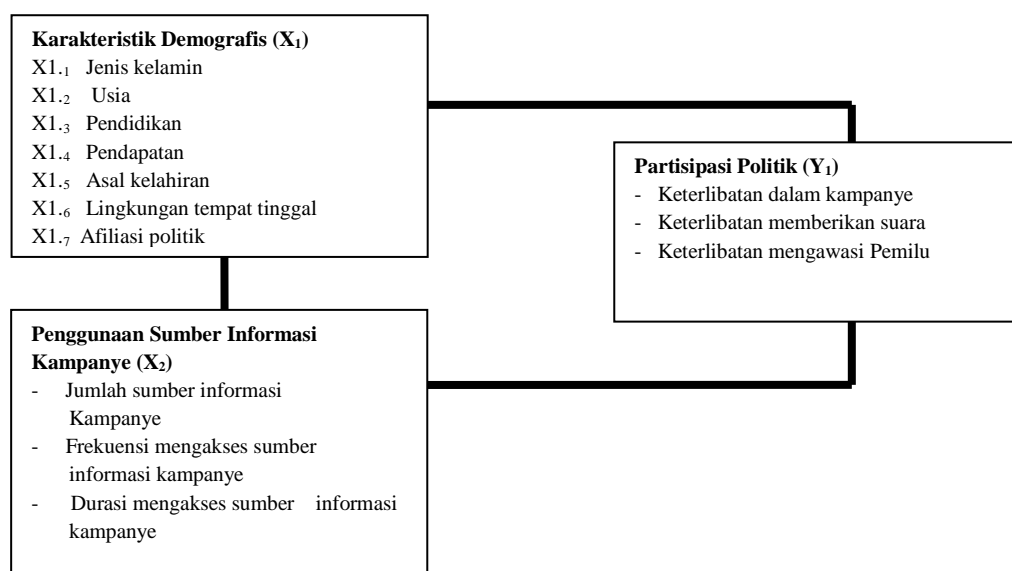 Karakteristik Demografis (X₁)
X1.₁ Jenis kelamin
X1.₂ Usia
X1.₃ Pendidikan
X1.₄ Pendapatan
X1.₅ Asal kelahiran
X1.₆ Lingkungan tempat tinggal
X1.₇ Afiliasi politik
Partisipasi Politik (Y₁)
- Keterlibatan dalam kampanye
- Keterlibatan memberikan suara
- Keterlibatan mengawasi Pemilu
Penggunaan Sumber Informasi
Kampanye (X₂)
- Jumlah sumber informasi
Kampanye
- Frekuensi mengakses sumber
informasi kampanye
- Durasi mengakses sumber informasi
kampanye